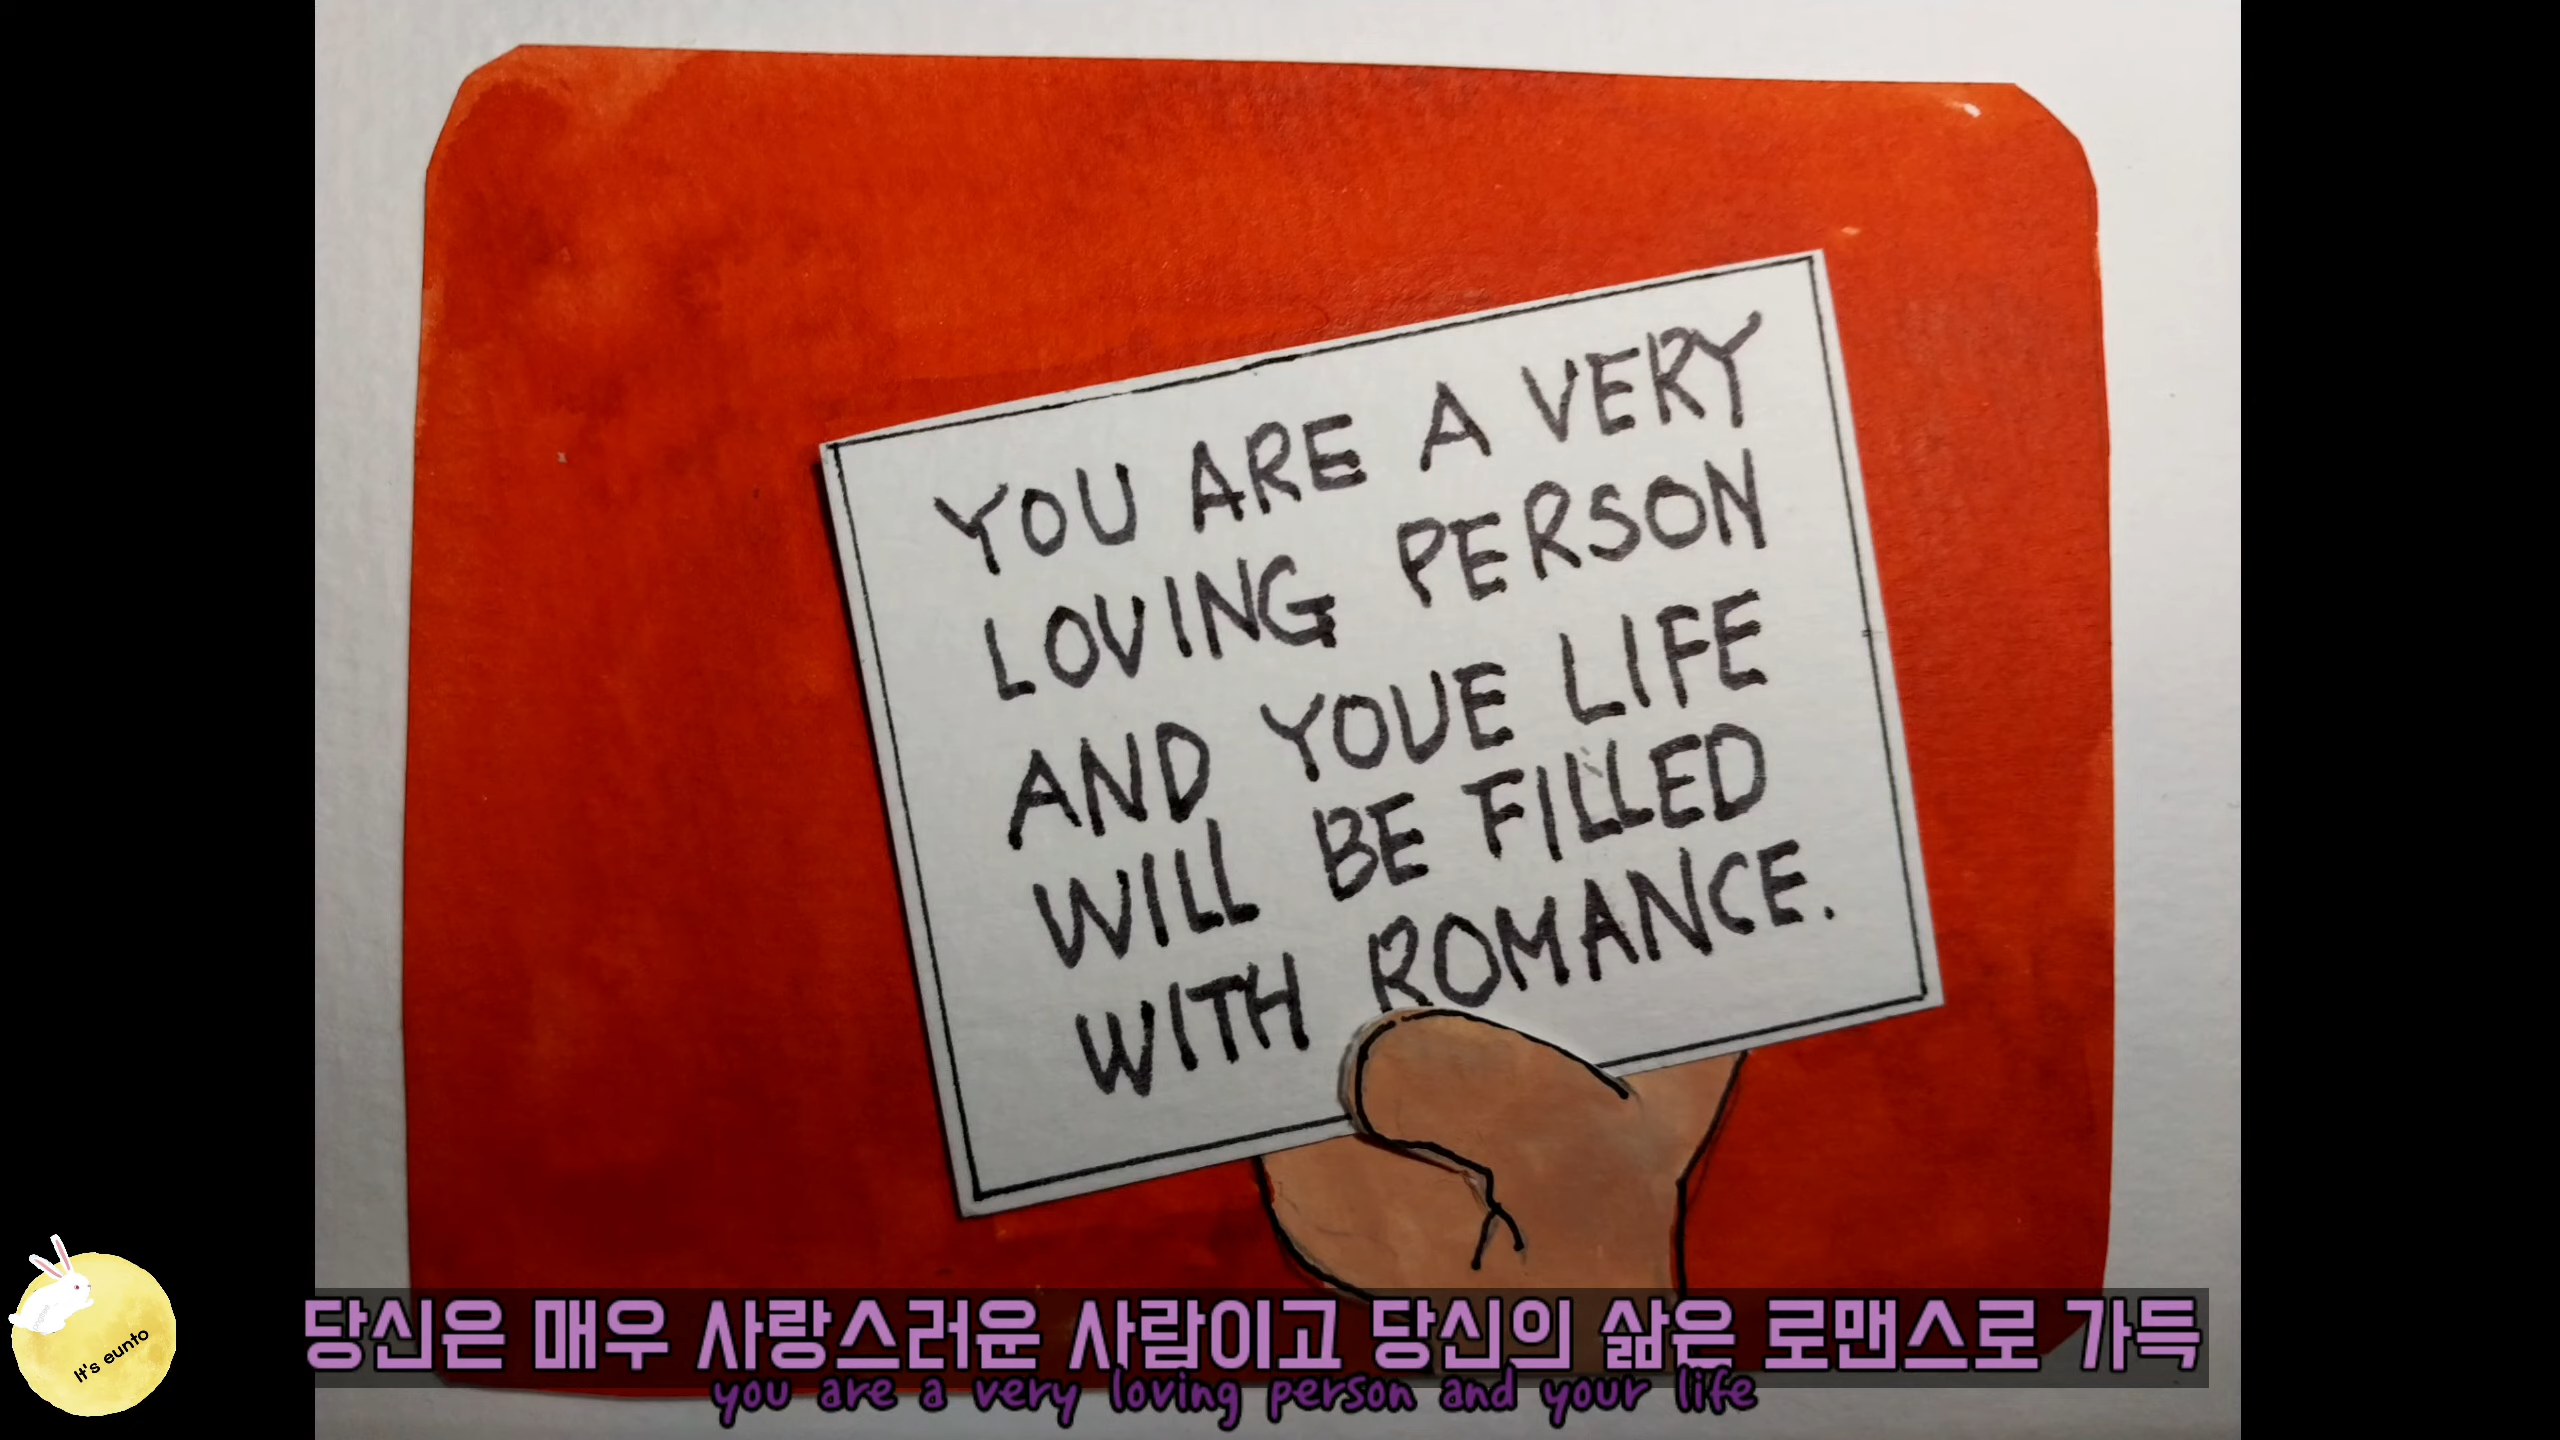 YOU ARE A VERY
LOVING PERSON
AND YOUE LIFE
WILL BE FILLED
WITH ROMANCE.
당신은 매우 사랑스러운 사람이고 당신의 삶은 로맨스로 가득
you are a very loving person and your life
It's eunto